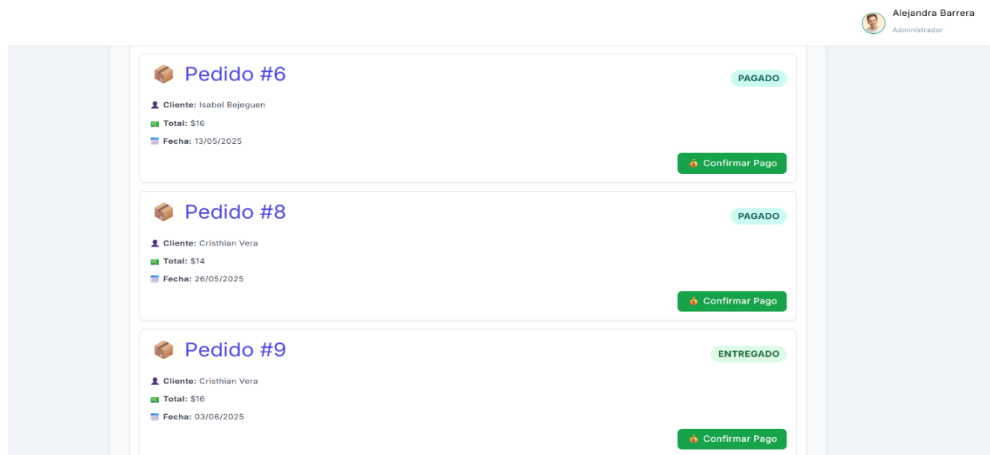 Alejandra Barrera
Administrador
Pedido #6
PAGADO
Cliente: Isabel Bejeguen
Total: $16
Fecha: 13/05/2025
Confirmar Pago
Pedido #8
PAGADO
Cliente: Cristhian Vera
Total: $14
Fecha: 26/05/2025
Confirmar Pago
Pedido #9
ENTREGADO
Cliente: Cristhian Vera
Total: $16
Fecha: 03/06/2025
Confirmar Pago